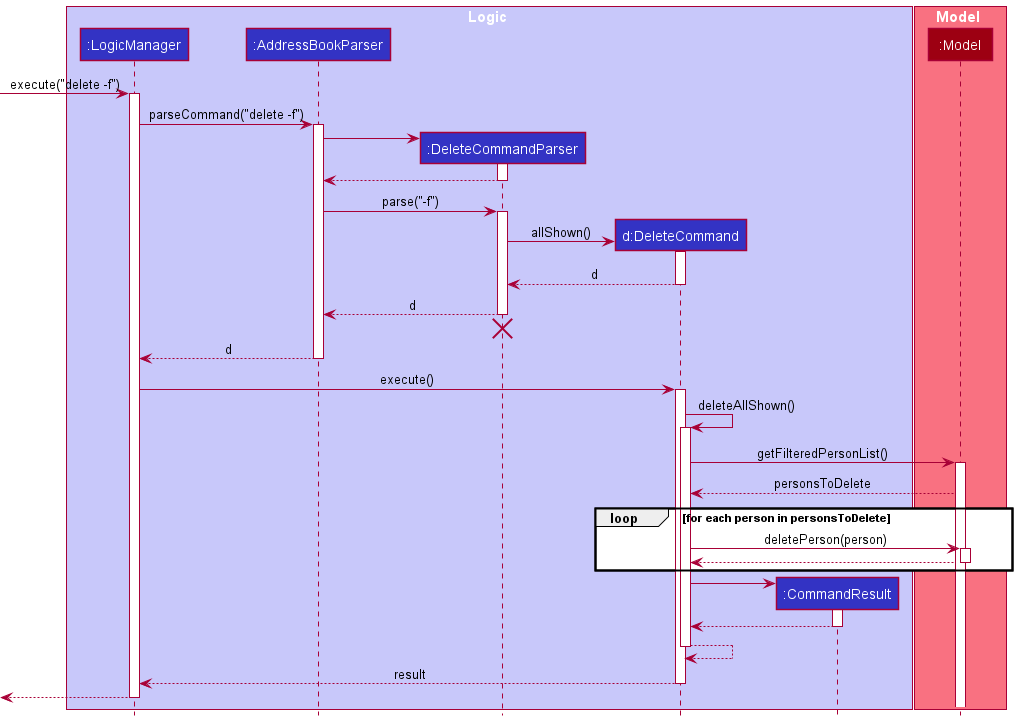 Logic
Model
:LogicManager
:AddressBookParser
:Model
execute("delete -f")
parseCommand("delete -f")
:DeleteCommandParser
parse("-f")
allShown()
d:DeleteCommand
d
d
d
execute()
deleteAllShown()
getFilteredPersonList()
personsToDelete
loop
[for each person in personsToDelete]
deletePerson(person)
:CommandResult
result